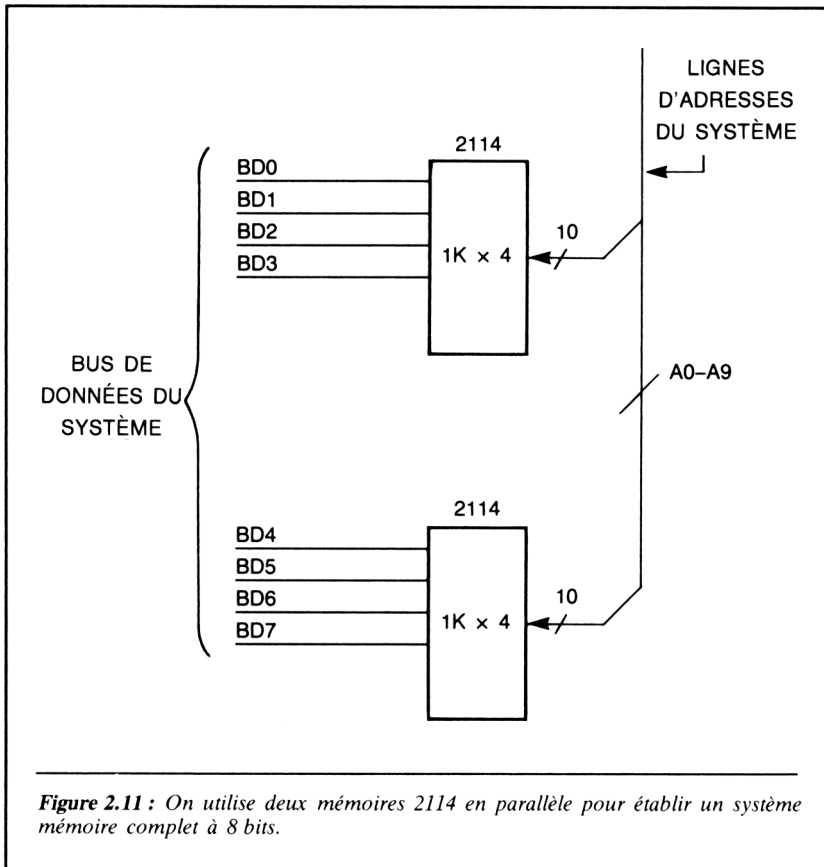 LIGNES
D'ADRESSES
DU SYSTÈME
2114
BD0
BD1
BD2
BD3
1K × 4
10
BUS DE
DONNÉES DU
SYSTÈME
A0–A9
2114
BD4
BD5
BD6
BD7
1K × 4
10
Figure 2.11 : On utilise deux mémoires 2114 en parallèle pour établir un système
mémoire complet à 8 bits.